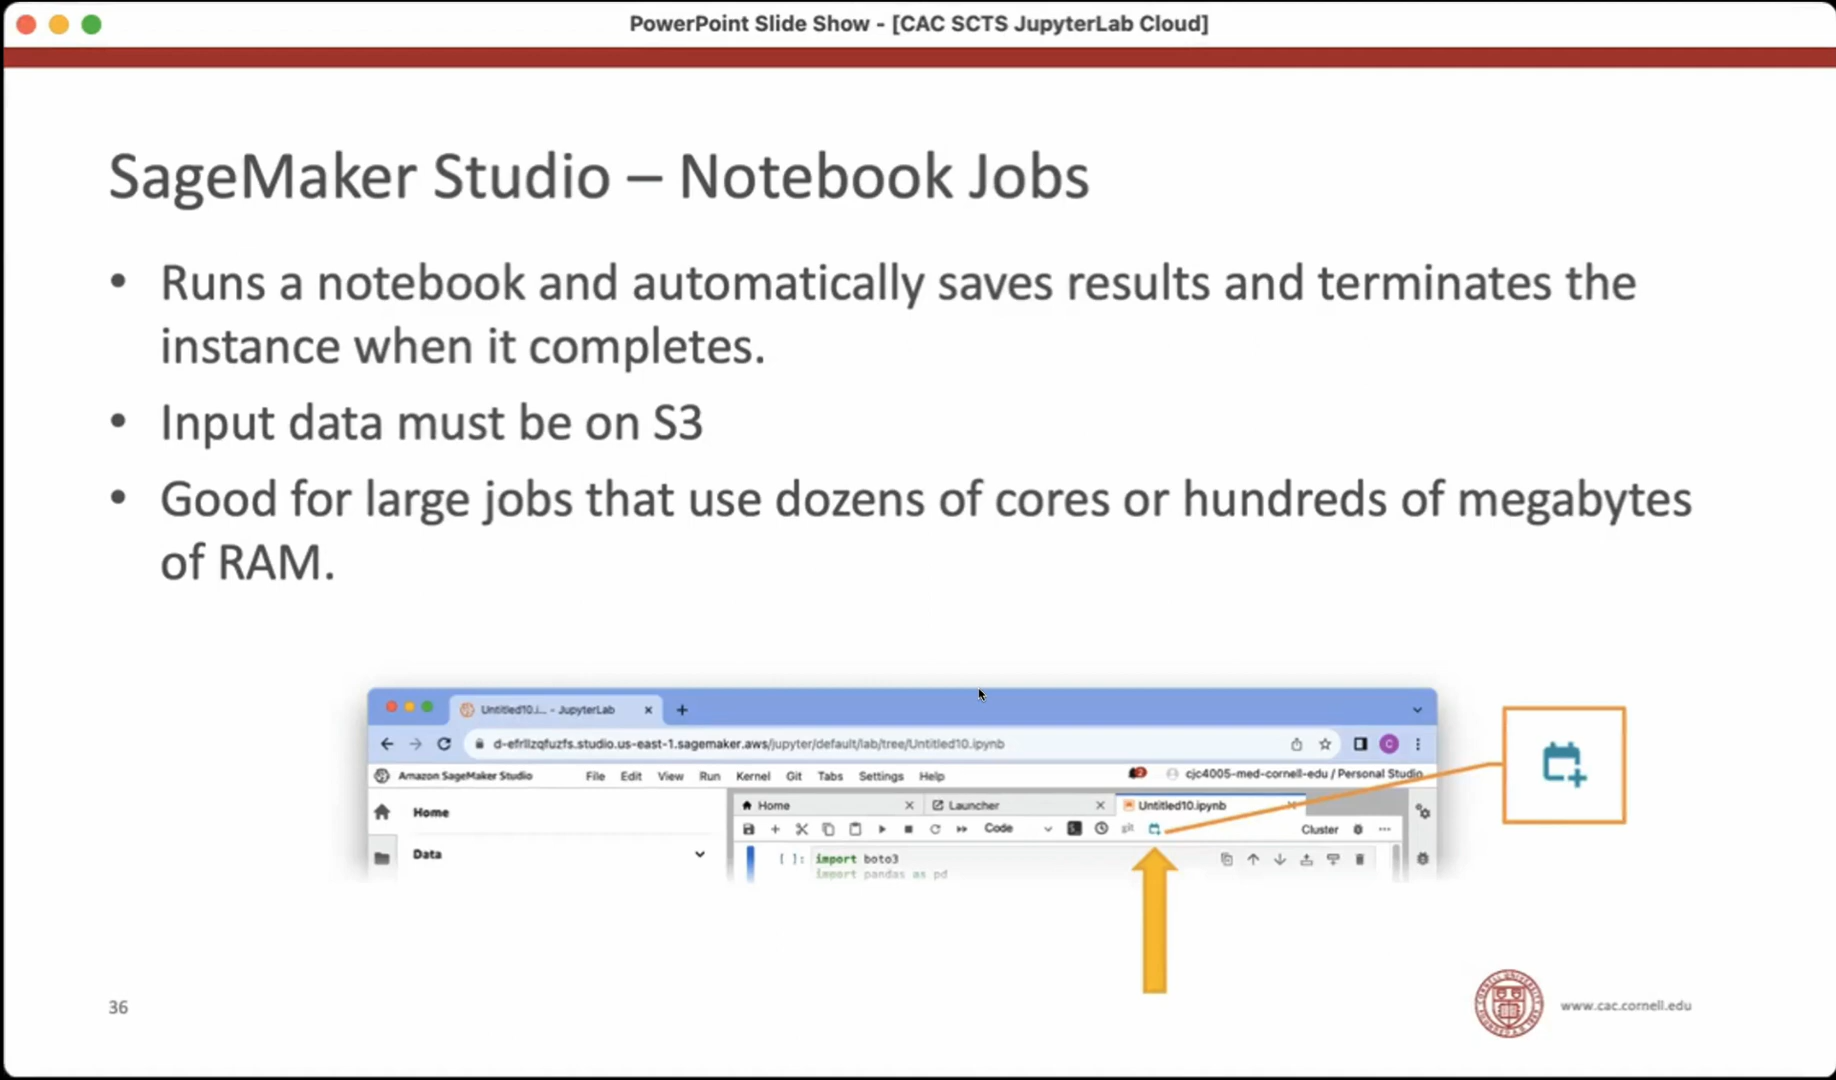 PowerPoint Slide Show - [CAC SCTS JupyterLab Cloud]
SageMaker Studio – Notebook Jobs
• Runs a notebook and automatically saves results and terminates the
instance when it completes.
• Input data must be on S3
• Good for large jobs that use dozens of cores or hundreds of megabytes
of RAM.
Untitled10.i... - JupyterLab
d-efrllzqfuzfs.studio.us-east-1.sagemaker.aws/jupyter/default/lab/tree/Untitled10.ipynb
C
Amazon SageMaker Studio File Edit View Run Kernel Git Tabs Settings Help 2 cjc4005-med-cornell-edu / Personal Studio
Home
Data
Home Launcher Untitled10.ipynb
Code git Cluster
[ ]: import boto3
import pandas as pd
36
www.cac.cornell.edu